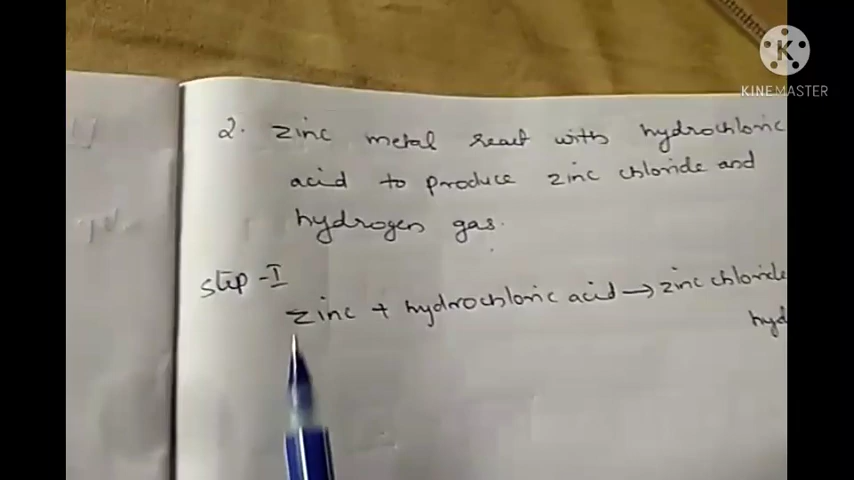 KINEMASTER
2. zinc metal react with hydrochloric
acid to produce zinc chloride and
hydrogen gas.
Step-I
zinc + hydrochloric acid → zinc chloride
hyd